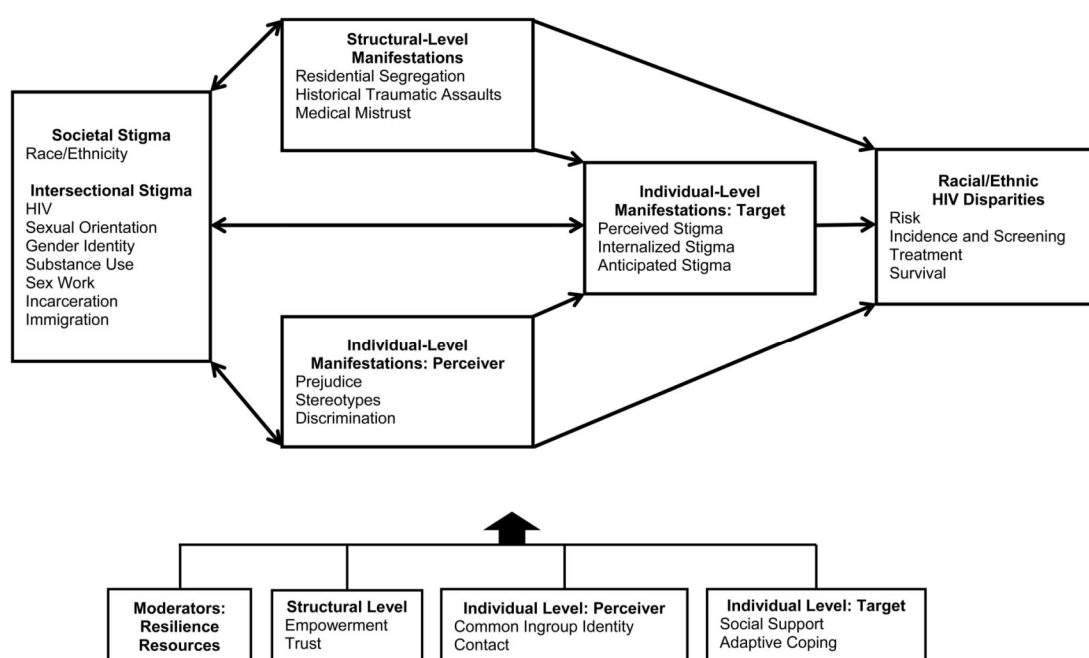 Structural-Level
Manifestations
Residential Segregation
Historical Traumatic Assaults
Medical Mistrust
Societal Stigma
Race/Ethnicity
Intersectional Stigma
HIV
Sexual Orientation
Gender Identity
Substance Use
Sex Work
Incarceration
Immigration
Individual-Level
Manifestations: Target
Perceived Stigma
Internalized Stigma
Anticipated Stigma
Racial/Ethnic
HIV Disparities
Risk
Incidence and Screening
Treatment
Survival
Individual-Level
Manifestations: Perceiver
Prejudice
Stereotypes
Discrimination
Moderators:
Resilience
Resources
Structural Level
Empowerment
Trust
Individual Level: Perceiver
Common Ingroup Identity
Contact
Individual Level: Target
Social Support
Adaptive Coping